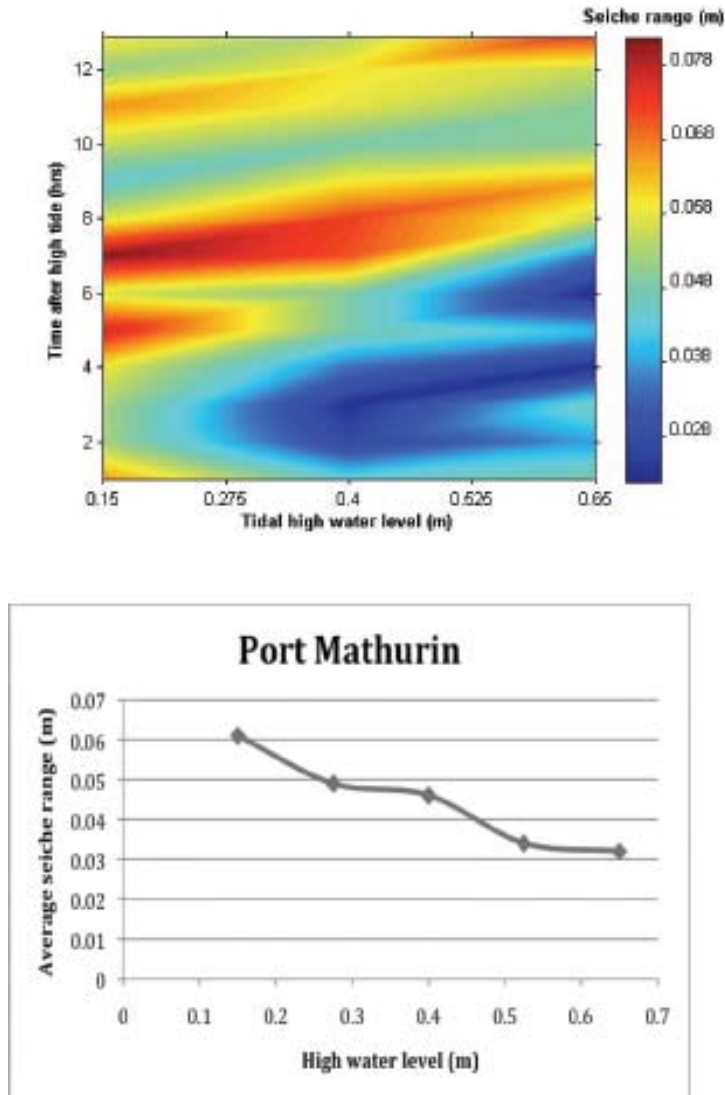 Seiche range (m)
12
10
8
6
4
2
0.15 0.275 0.4 0.525 0.65
Time after high tide (hrs)
Tidal high water level (m)
0.078
0.068
0.058
0.048
0.038
0.028
Port Mathurin
0.07
0.06
0.05
0.04
0.03
0.02
0.01
0
Average seiche range (m)
0 0.1 0.2 0.3 0.4 0.5 0.6 0.7
High water level (m)